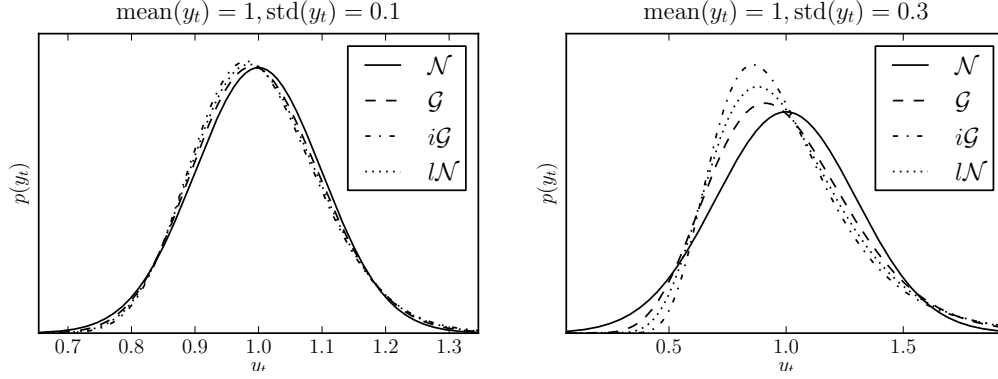 mean(y_t) = 1, std(y_t) = 0.1
p(y_t)
𝒩
𝒢
i𝒢
l𝒩
0.7 0.8 0.9 1.0 1.1 1.2 1.3
y_t
mean(y_t) = 1, std(y_t) = 0.3
p(y_t)
𝒩
𝒢
i𝒢
l𝒩
0.5 1.0 1.5
y_t